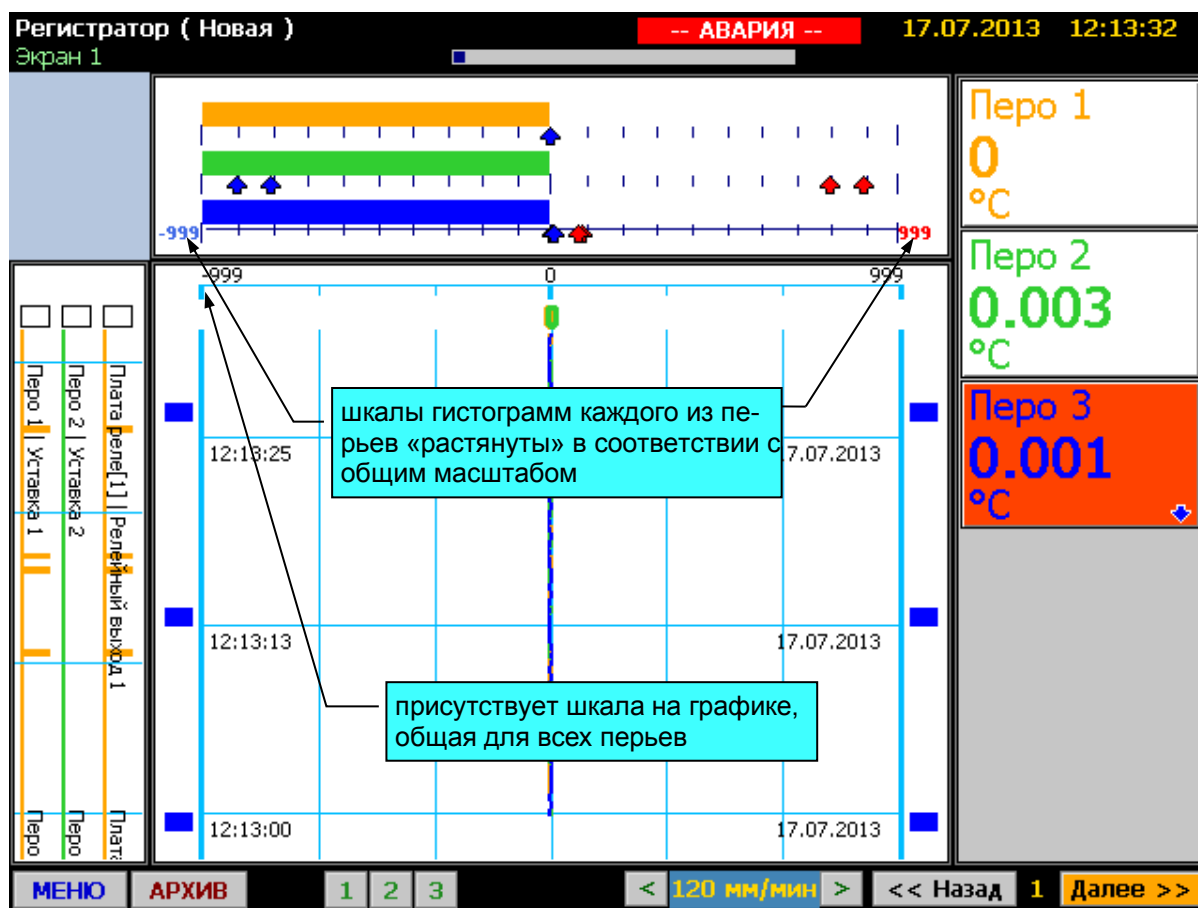 Регистратор ( Новая )
-- АВАРИЯ --
17.07.2013 12:13:32
Экран 1
-999
999
Перо 1
0
°C
Перо 2
0.003
°C
Перо 3
0.001
°C
-999 0 999
шкалы гистограмм каждого из пе-
рьев «растянуты» в соответствии с
общим масштабом
12:13:25
7.07.2013
12:13:13
17.07.2013
присутствует шкала на графике,
общая для всех перьев
12:13:00
17.07.2013
Перо 1 | Уставка 1
Перо
Перо 2 | Уставка 2
Перо
Плата реле[1] | Релейный выход 1
Плата
МЕНЮ АРХИВ 1 2 3 < 120 мм/мин > << Назад 1 Далее >>